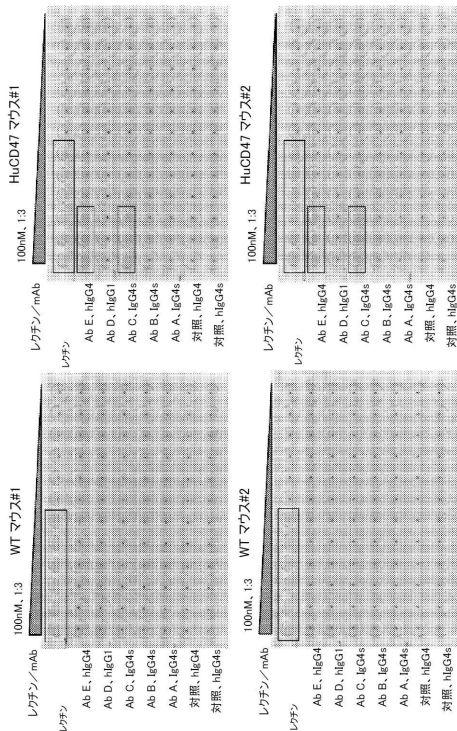 WT マウス#1
100nM、1:3
レクチン／mAb
レクチン
Ab E、hIgG4
Ab D、hIgG1
Ab C、IgG4s
Ab B、IgG4s
Ab A、IgG4s
対照、hIgG4
対照、hIgG4s
HuCD47 マウス#1
100nM、1:3
レクチン／mAb
レクチン
Ab E、hIgG4
Ab D、hIgG1
Ab C、IgG4s
Ab B、IgG4s
Ab A、IgG4s
対照、hIgG4
対照、hIgG4s
WT マウス#2
100nM、1:3
レクチン／mAb
レクチン
Ab E、hIgG4
Ab D、hIgG1
Ab C、IgG4s
Ab B、IgG4s
Ab A、IgG4s
対照、hIgG4
対照、hIgG4s
HuCD47 マウス#2
100nM、1:3
レクチン／mAb
レクチン
Ab E、hIgG4
Ab D、hIgG1
Ab C、IgG4s
Ab B、IgG4s
Ab A、IgG4s
対照、hIgG4
対照、hIgG4s